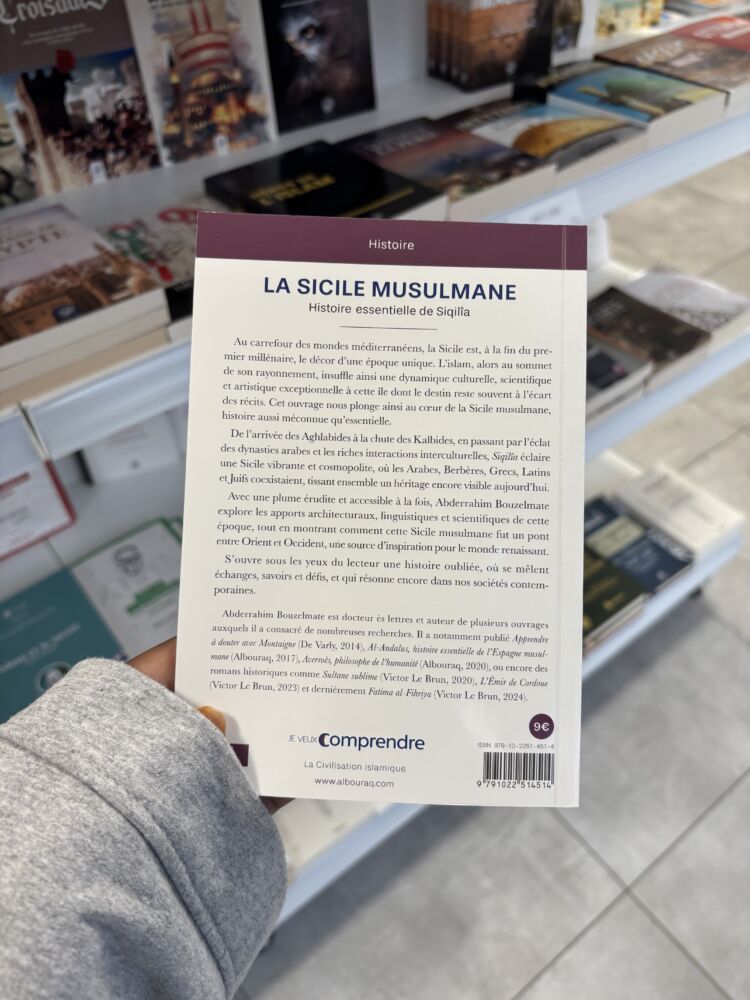 Croisades
Histoire
LA SICILE MUSULMANE
Histoire essentielle de Siqilîa
Au carrefour des mondes méditerranéens, la Sicile est, à la fin du pre-
mier millénaire, le décor d'une époque unique. L'islam, alors au sommet
de son rayonnement, insuffle ainsi une dynamique culturelle, scientifique
et artistique exceptionnelle à cette île dont le destin reste souvent à l'écart
des récits. Cet ouvrage nous plonge ainsi au cœur de la Sicile musulmane,
histoire aussi méconnue qu'essentielle.
De l'arrivée des Aghlabides à la chute des Kalbides, en passant par l'éclat
des dynasties arabes et les riches interactions interculturelles, Siqilîa éclaire
une Sicile vibrante et cosmopolite, où les Arabes, Berbères, Grecs, Latins
et Juifs coexistaient, tissant ensemble un héritage encore visible aujourd'hui.
Avec une plume érudite et accessible à la fois, Abderrahim Bouzelmate
explore les apports architecturaux, linguistiques et scientifiques de cette
époque, tout en montrant comment cette Sicile musulmane fut un pont
entre Orient et Occident, une source d'inspiration pour le monde renaissant.
S'ouvre sous les yeux du lecteur une histoire oubliée, où se mêlent
échanges, savoirs et défis, et qui résonne encore dans nos sociétés contem-
poraines.
Abderrahim Bouzelmate est docteur ès lettres et auteur de plusieurs ouvrages
auxquels il a consacré de nombreuses recherches. Il a notamment publié Apprendre
à douter avec Montaigne (De Varly, 2014), Al-Andalus, histoire essentielle de l'Espagne musul-
mane (Albouraq, 2017), Averroès, philosophe de l'humanité (Albouraq, 2020), ou encore des
romans historiques comme Sultane sublime (Victor Le Brun, 2020), L'Émir de Cordoue
(Victor Le Brun, 2023) et dernièrement Fatima al-Fihriya (Victor Le Brun, 2024).
9€
JE VEUX Comprendre
La Civilisation islamique
www.albouraq.com
ISBN 979-10-2251-451-4
9 791022 514514